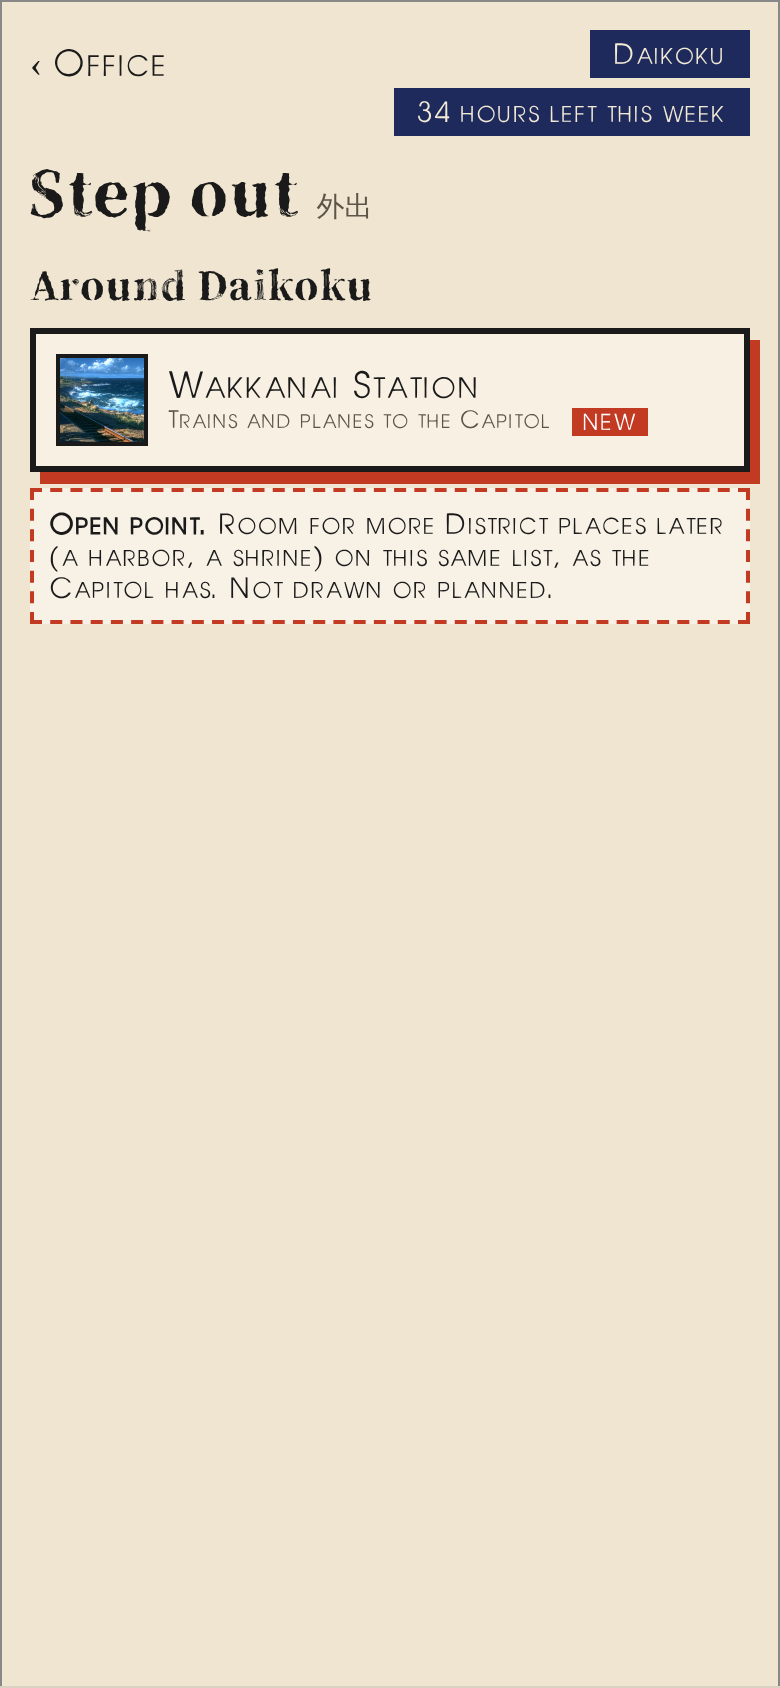 ‹ Office
Daikoku
34 hours left this week
Step out 外出
Around Daikoku
Wakkanai Station
Trains and planes to the Capitol NEW
Open point. Room for more District places later
(a harbor, a shrine) on this same list, as the
Capitol has. Not drawn or planned.